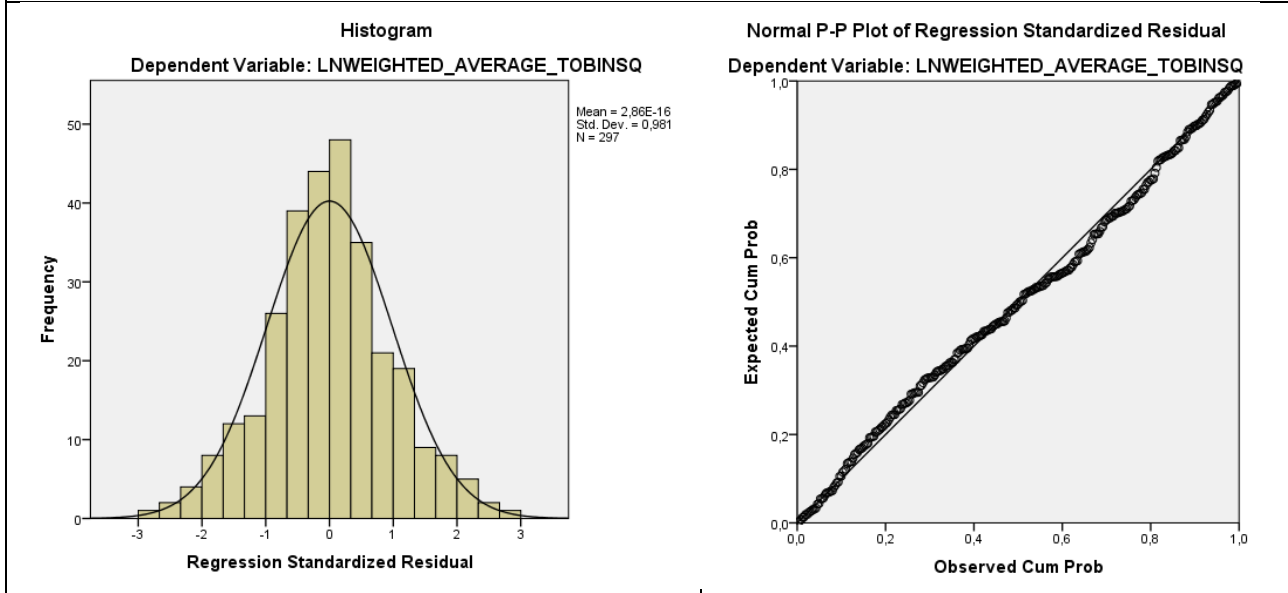 Histogram
Dependent Variable: LNWEIGHTED_AVERAGE_TOBINSQ
Mean = 2,86E-16
Std. Dev. = 0,981
N = 297
50
40
30
20
10
0
Frequency
-3 -2 -1 0 1 2 3
Regression Standardized Residual
Normal P-P Plot of Regression Standardized Residual
Dependent Variable: LNWEIGHTED_AVERAGE_TOBINSQ
1,0
0,8
0,6
0,4
0,2
0,0
Expected Cum Prob
0,0 0,2 0,4 0,6 0,8 1,0
Observed Cum Prob